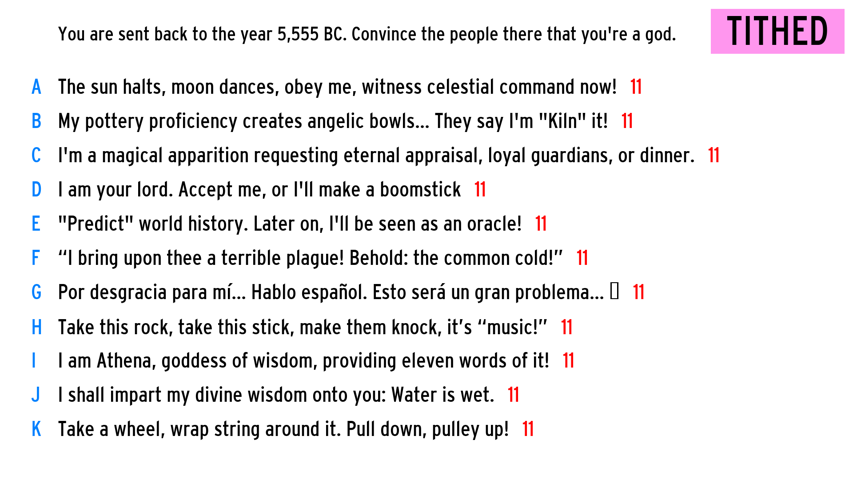 You are sent back to the year 5,555 BC. Convince the people there that you're a god.
TITHED
A The sun halts, moon dances, obey me, witness celestial command now! 11
B My pottery proficiency creates angelic bowls... They say I'm "Kiln" it! 11
C I'm a magical apparition requesting eternal appraisal, loyal guardians, or dinner. 11
D I am your lord. Accept me, or I'll make a boomstick 11
E "Predict" world history. Later on, I'll be seen as an oracle! 11
F “I bring upon thee a terrible plague! Behold: the common cold!” 11
G Por desgracia para mí... Hablo español. Esto será un gran problema... ▯ 11
H Take this rock, take this stick, make them knock, it’s “music!” 11
I I am Athena, goddess of wisdom, providing eleven words of it! 11
J I shall impart my divine wisdom onto you: Water is wet. 11
K Take a wheel, wrap string around it. Pull down, pulley up! 11